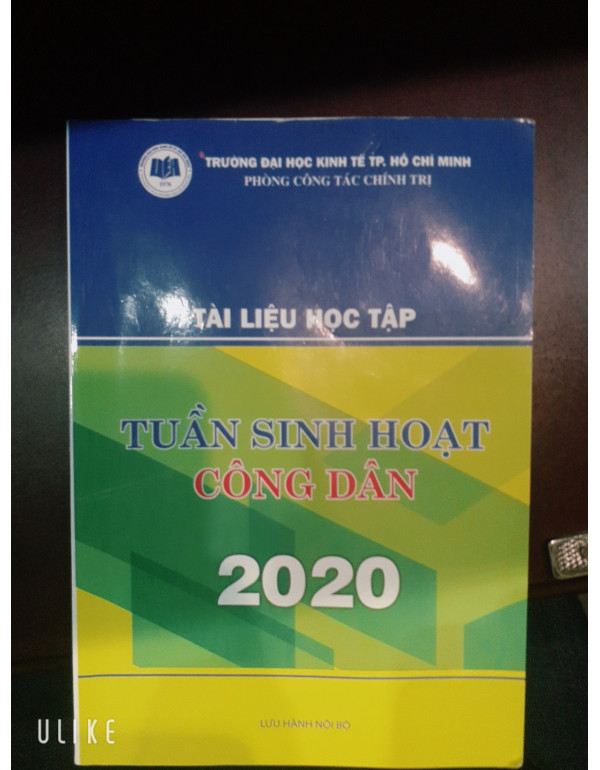 TRƯỜNG ĐẠI HỌC KINH TẾ TP. HỒ CHÍ MINH
PHÒNG CÔNG TÁC CHÍNH TRỊ
1976
TÀI LIỆU HỌC TẬP
TUẦN SINH HOẠT
CÔNG DÂN
2020
LƯU HÀNH NỘI BỘ
ULIKE